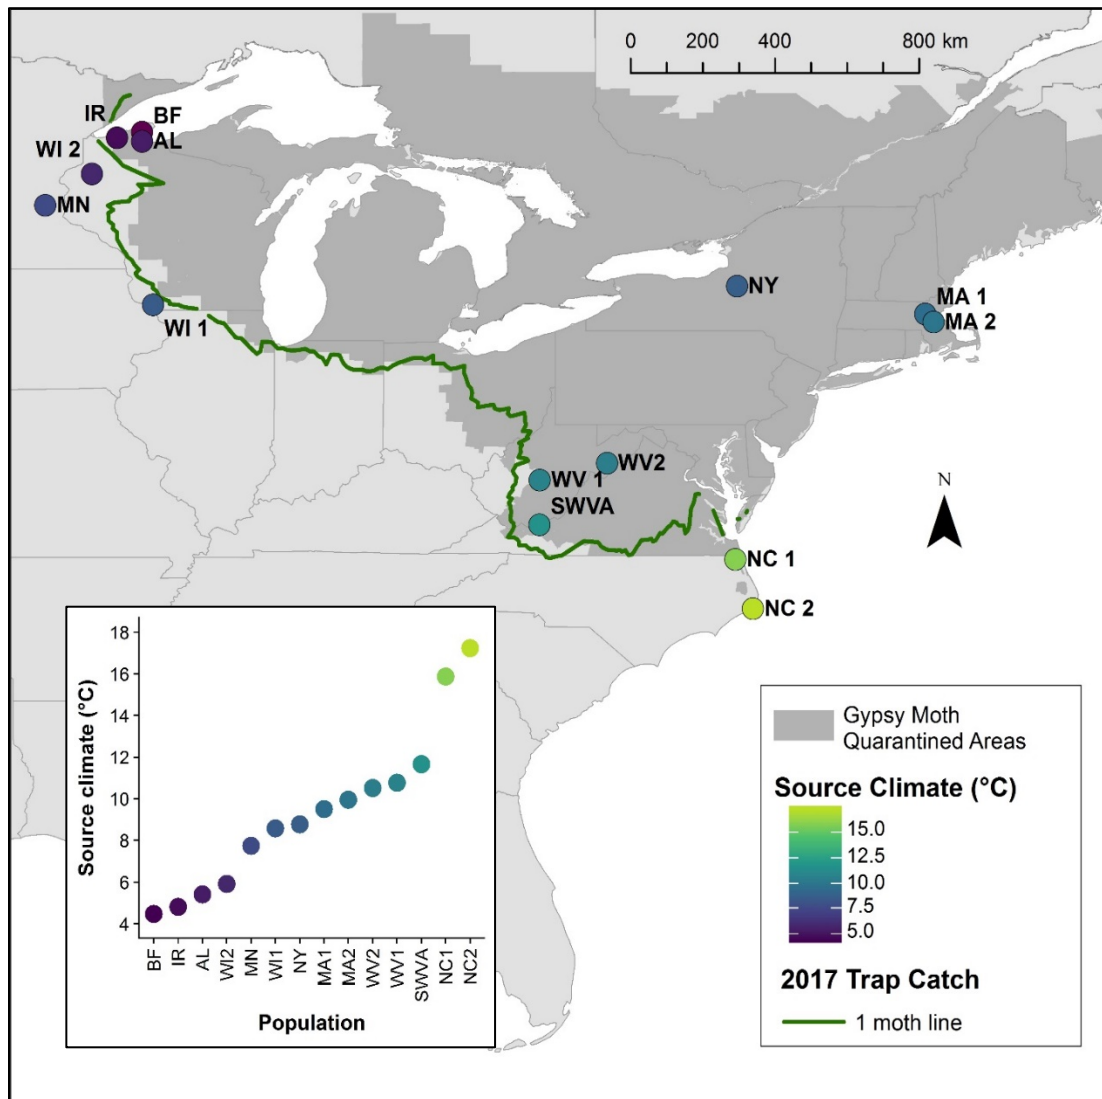 0 200 400 800 km
IR
BF
AL
WI 2
MN
WI 1
NY
MA 1
MA 2
WV 1
WV2
SWVA
N
NC 1
NC 2
Source climate (°C)
18
16
14
12
10
8
6
4
BF IR AL WI2 MN WI1 NY MA1 MA2 WV2 WV1 SWVA NC1 NC2
Population
Gypsy Moth
Quarantined Areas
Source Climate (°C)
15.0
12.5
10.0
7.5
5.0
2017 Trap Catch
1 moth line